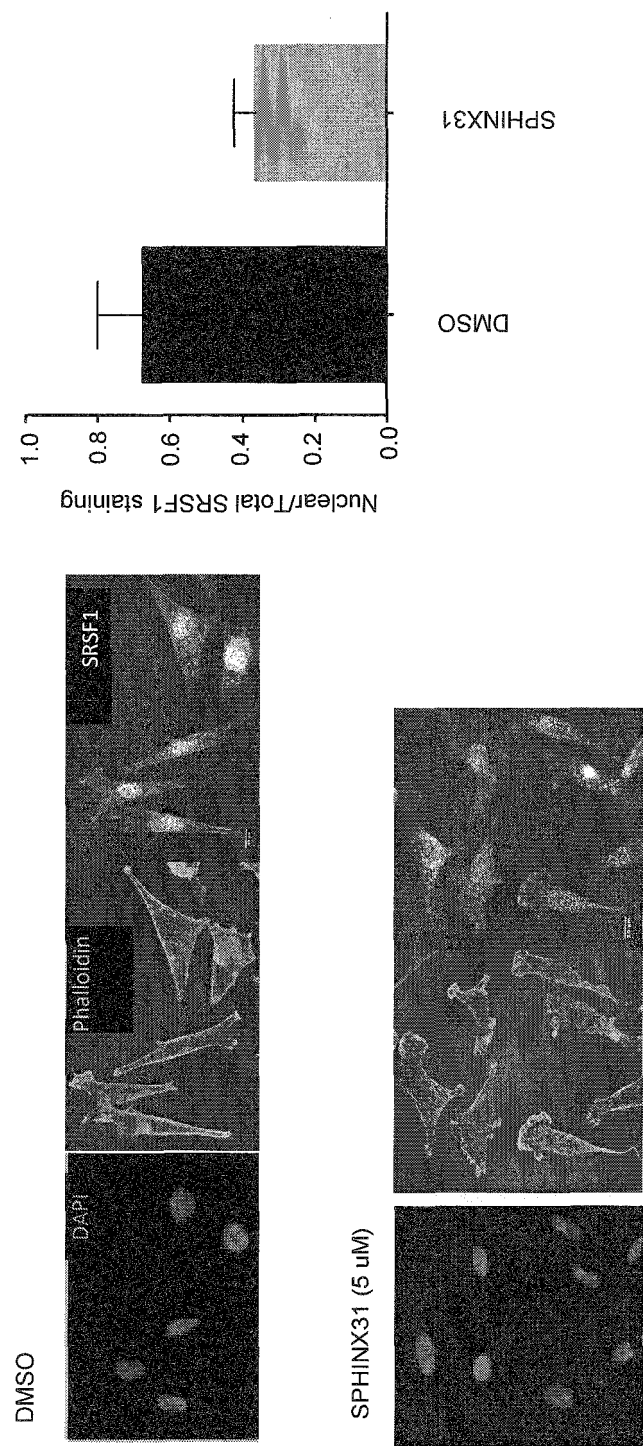 DMSO
DAPI
Phalloidin
SRSF1
SPHINX31 (5 uM)
Nuclear/Total SRSF1 staining
1.0
0.8
0.6
0.4
0.2
0.0
DMSO
SPHINX31